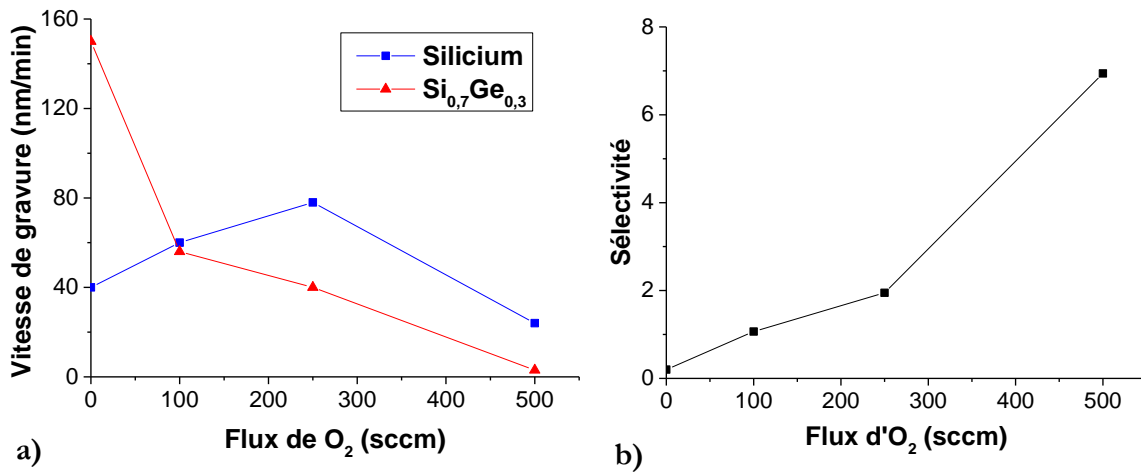 160
120
80
40
0
Vitesse de gravure (nm/min)
Silicium
Si0,7Ge0,3
0 100 200 300 400 500
Flux de O2 (sccm)
a)
8
6
4
2
0
Sélectivité
0 100 200 300 400 500
Flux d'O2 (sccm)
b)